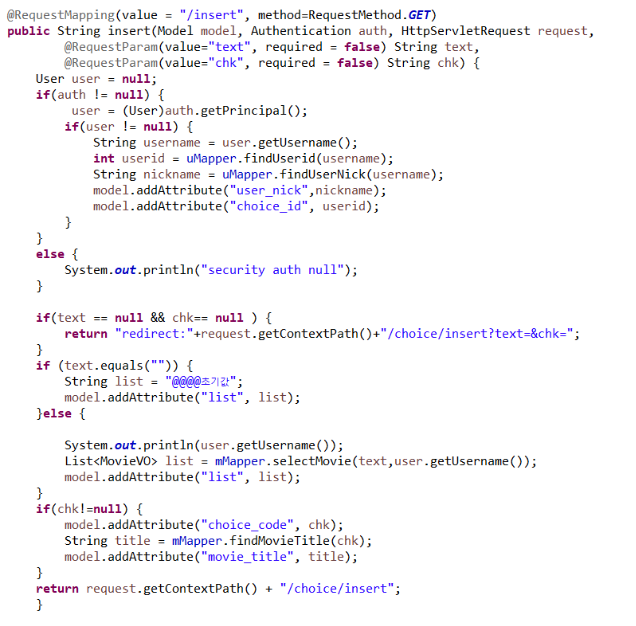 @RequestMapping(value = "/insert", method=RequestMethod.GET)
public String insert(Model model, Authentication auth, HttpServletRequest request,
@RequestParam(value="text", required = false) String text,
@RequestParam(value="chk", required = false) String chk) {
User user = null;
if(auth != null) {
user = (User)auth.getPrincipal();
if(user != null) {
String username = user.getUsername();
int userid = uMapper.findUserid(username);
String nickname = uMapper.findUserNick(username);
model.addAttribute("user_nick",nickname);
model.addAttribute("choice_id", userid);
}
}
else {
System.out.println("security auth null");
}
if(text == null && chk== null ) {
return "redirect:"+request.getContextPath()+"/choice/insert?text=&chk=";
}
if (text.equals("")) {
String list = "@@@@초기값";
model.addAttribute("list", list);
}else {
System.out.println(user.getUsername());
List<MovieVO> list = mMapper.selectMovie(text,user.getUsername());
model.addAttribute("list", list);
}
if(chk!=null) {
model.addAttribute("choice_code", chk);
String title = mMapper.findMovieTitle(chk);
model.addAttribute("movie_title", title);
}
return request.getContextPath() + "/choice/insert";
}